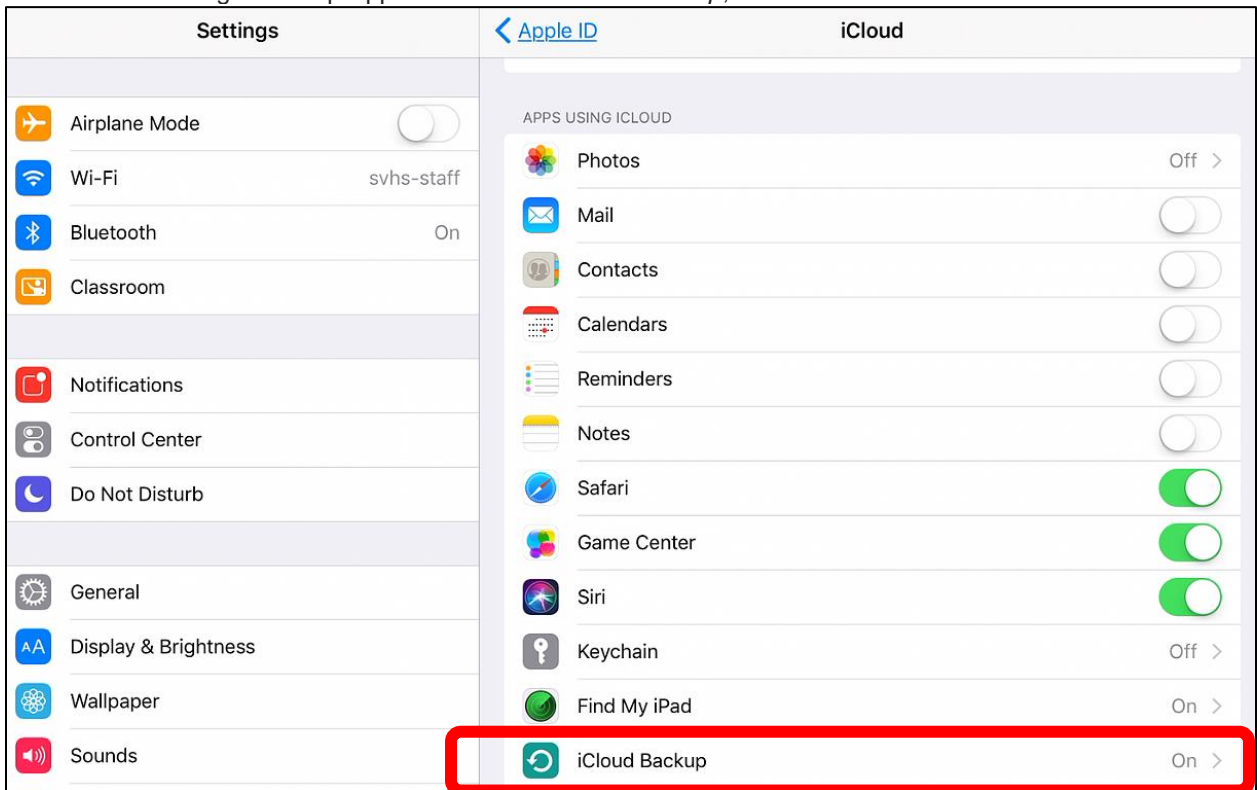 Settings
Airplane Mode
Wi-Fi svhs-staff
Bluetooth On
Classroom
Notifications
Control Center
Do Not Disturb
General
AA Display & Brightness
Wallpaper
Sounds
Apple ID iCloud
APPS USING ICLOUD
Photos Off
Mail
Contacts
Calendars
Reminders
Notes
Safari
Game Center
Siri
Keychain Off
Find My iPad On
iCloud Backup On